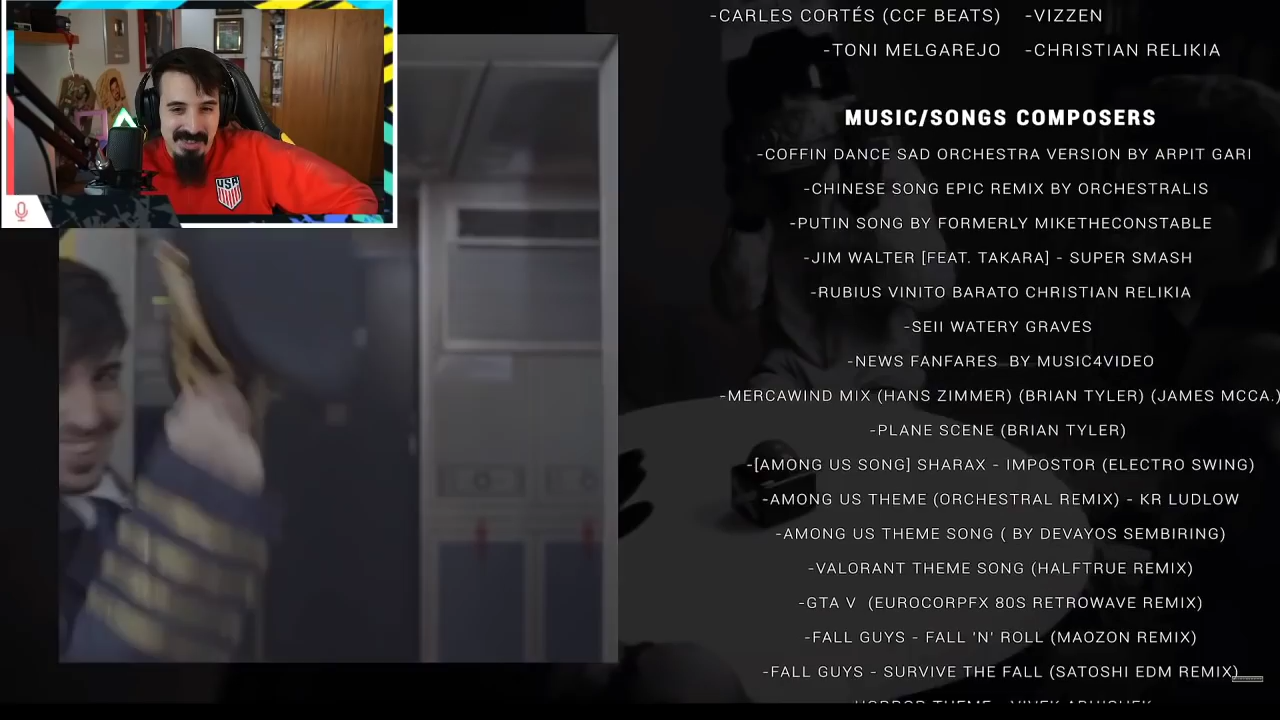 -CARLES CORTÉS (CCF BEATS) -VIZZEN
-TONI MELGAREJO -CHRISTIAN RELIKIA
MUSIC/SONGS COMPOSERS
-COFFIN DANCE SAD ORCHESTRA VERSION BY ARPIT GARI
-CHINESE SONG EPIC REMIX BY ORCHESTRALIS
-PUTIN SONG BY FORMERLY MIKETHECONSTABLE
-JIM WALTER [FEAT. TAKARA] - SUPER SMASH
-RUBIUS VINITO BARATO CHRISTIAN RELIKIA
-SEII WATERY GRAVES
-NEWS FANFARES BY MUSIC4VIDEO
-MERCAWIND MIX (HANS ZIMMER) (BRIAN TYLER) (JAMES MCCA.)
-PLANE SCENE (BRIAN TYLER)
-[AMONG US SONG] SHARAX - IMPOSTOR (ELECTRO SWING)
-AMONG US THEME (ORCHESTRAL REMIX) - KR LUDLOW
-AMONG US THEME SONG ( BY DEVAYOS SEMBIRING)
-VALORANT THEME SONG (HALFTRUE REMIX)
-GTA V (EUROCORPFX 80S RETROWAVE REMIX)
-FALL GUYS - FALL 'N' ROLL (MAOZON REMIX)
-FALL GUYS - SURVIVE THE FALL (SATOSHI EDM REMIX)
USA